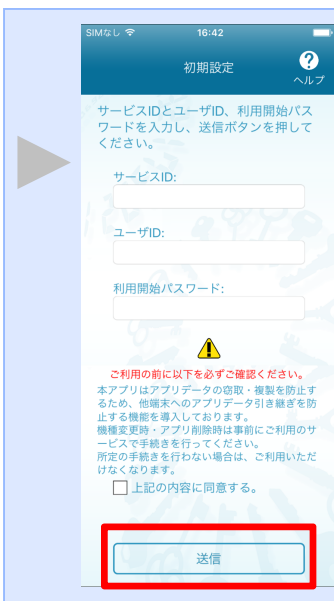 SIMなし 16:42
初期設定
?
ヘルプ
サービスIDとユーザID、利用開始パス
ワードを入力し、送信ボタンを押して
ください。
サービスID:
ユーザID:
利用開始パスワード:
ご利用の前に以下を必ずご確認ください。
本アプリはアプリデータの窃取・複製を防止す
るため、他端末へのアプリデータ引き継ぎを防
止する機能を導入しております。
機種変更時・アプリ削除時は事前にご利用のサ
ービスで手続きを行ってください。
所定の手続きを行わない場合は、ご利用いただ
けなくなります。
上記の内容に同意する。
送信